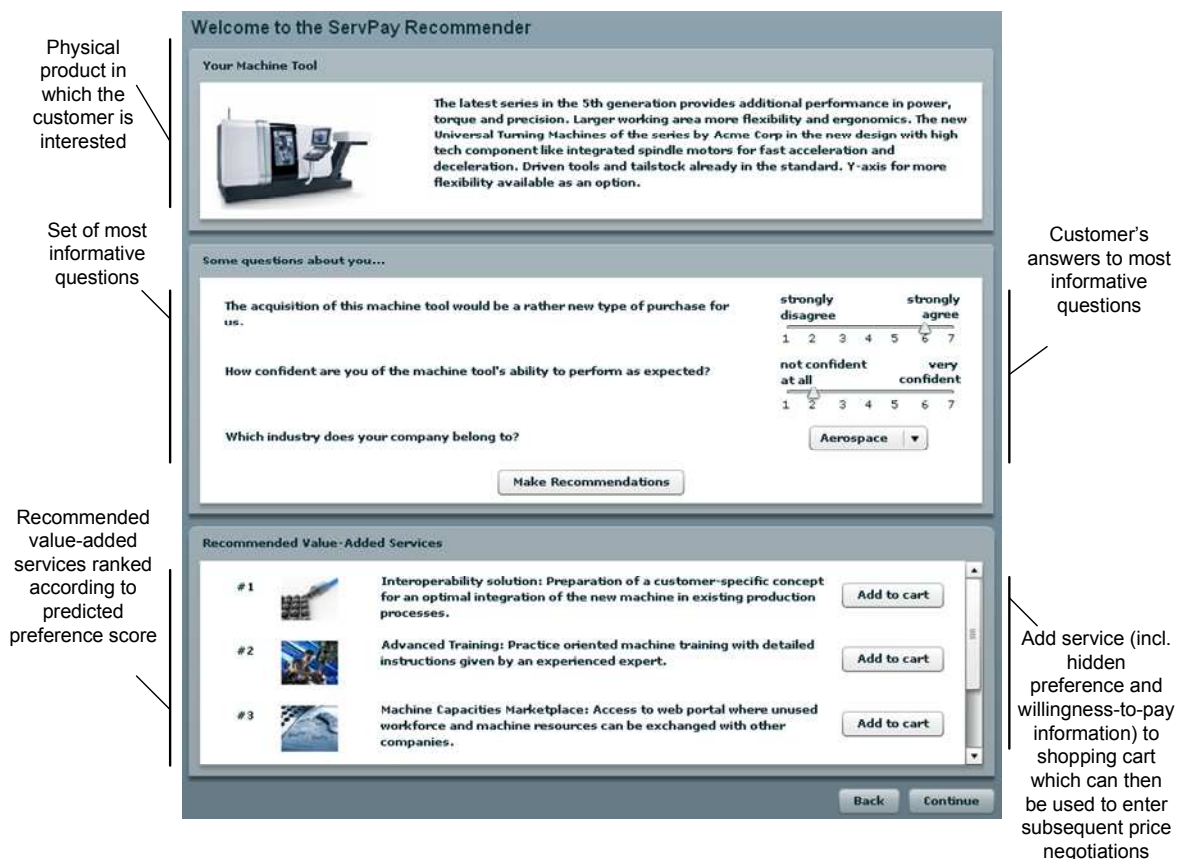 Welcome to the ServPay Recommender
Physical
product in
which the
customer is
interested
Your Machine Tool
The latest series in the 5th generation provides additional performance in power,
torque and precision. Larger working area more flexibility and ergonomics. The new
Universal Turning Machines of the series by Acme Corp in the new design with high
tech component like integrated spindle motors for fast acceleration and
deceleration. Driven tools and tailstock already in the standard. Y-axis for more
flexibility available as an option.
Set of most
informative
questions
Some questions about you...
The acquisition of this machine tool would be a rather new type of purchase for
us.
strongly strongly
disagree agree
1 2 3 4 5 6 7
How confident are you of the machine tool's ability to perform as expected?
not confident very
at all confident
1 2 3 4 5 6 7
Which industry does your company belong to?
Aerospace
Make Recommendations
Customer's
answers to most
informative
questions
Recommended
value-added
services ranked
according to
predicted
preference score
Recommended Value-Added Services
#1
Interoperability solution: Preparation of a customer-specific concept
for an optimal integration of the new machine in existing production
processes.
Add to cart
#2
Advanced Training: Practice oriented machine training with detailed
instructions given by an experienced expert.
Add to cart
#3
Machine Capacities Marketplace: Access to web portal where unused
workforce and machine resources can be exchanged with other
companies.
Add to cart
Back Continue
Add service (incl.
hidden
preference and
willingness-to-pay
information) to
shopping cart
which can then
be used to enter
subsequent price
negotiations